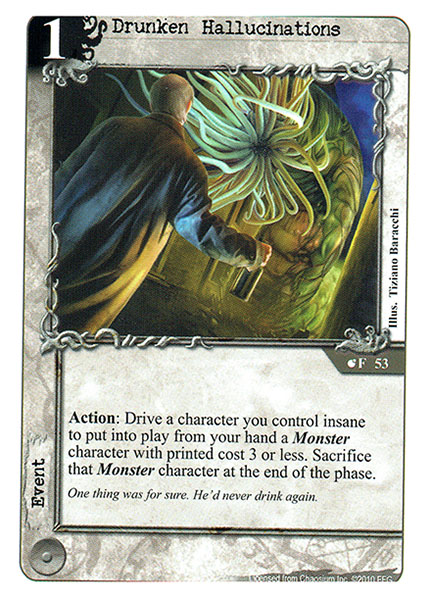 1
Drunken Hallucinations
Illus. Tiziano Baracchi
F 53
Action: Drive a character you control insane
to put into play from your hand a Monster
character with printed cost 3 or less. Sacrifice
that Monster character at the end of the phase.
One thing was for sure. He'd never drink again.
Event
Licensed from Chaosium Inc. ©2010 FFG